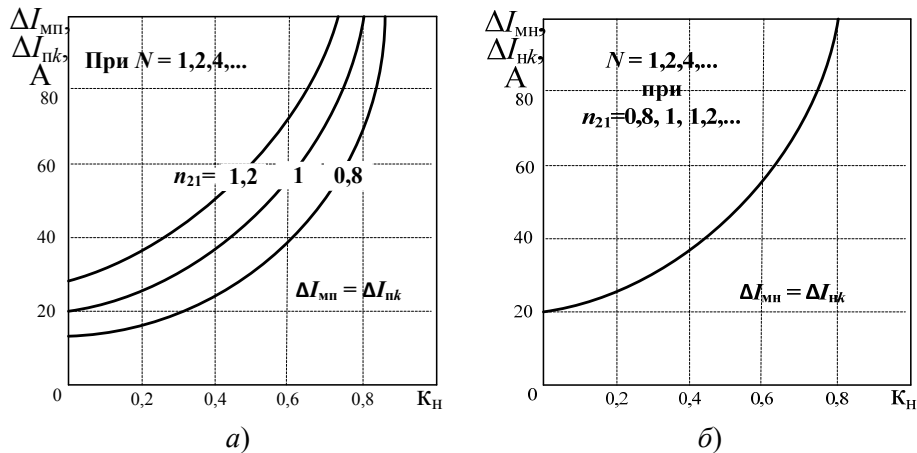 ΔIмп,
ΔIпk,
А
При N = 1,2,4,...
80
60
n21= 1,2 1 0,8
40
ΔIмп = ΔIпk
20
0
0,2 0,4 0,6 0,8 Kн
а)
ΔIмн,
ΔIнk,
А
N = 1,2,4,...
при
n21=0,8, 1, 1,2,...
80
60
40
ΔIмн = ΔIнk
20
0
0,2 0,4 0,6 0,8 Kн
б)